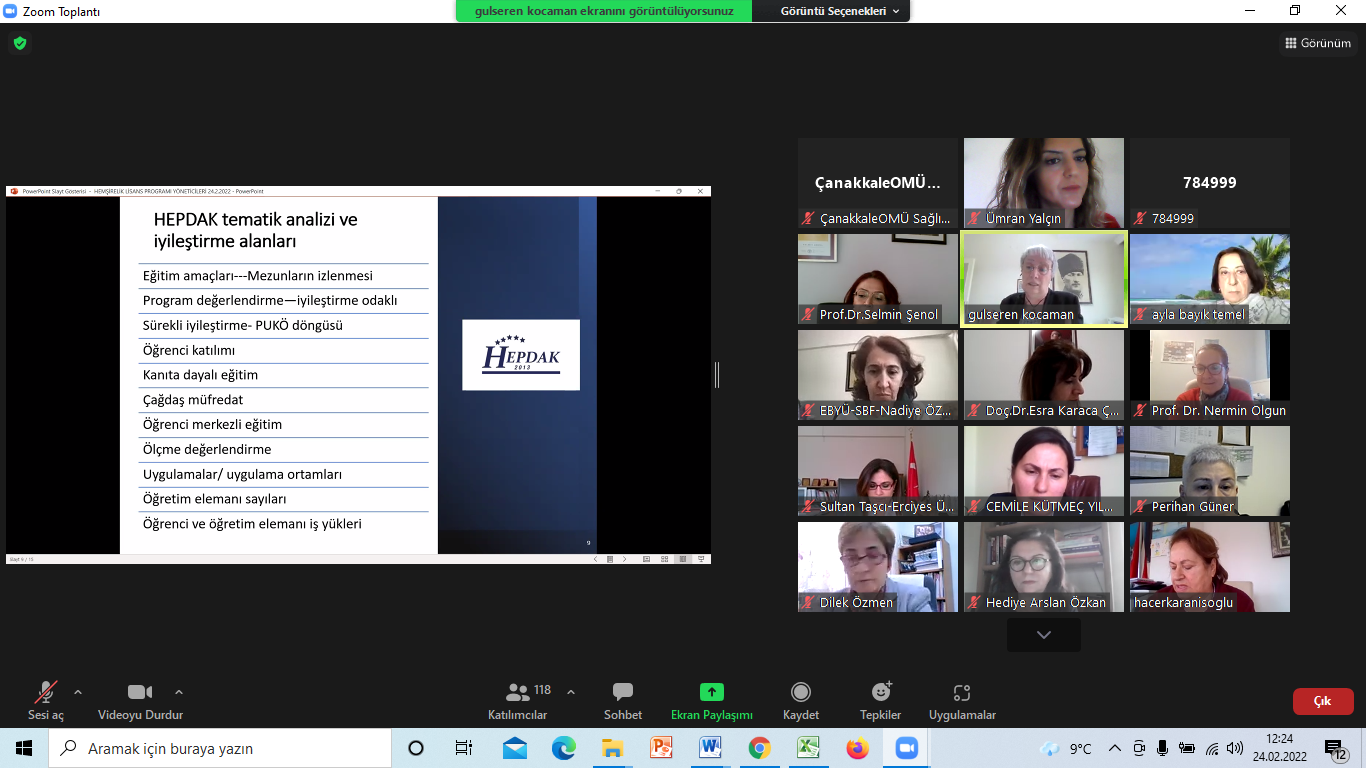 Zoom Toplantı
gulseren kocaman ekranını görüntülüyorsunuz
Görüntü Seçenekleri
Görünüm
PowerPoint Slayt Gösterisi - HEMŞİRELİK LİSANS PROGRAMI YÖNETİCİLERİ 24.2.2022 - PowerPoint
HEPDAK tematik analizi ve
iyileştirme alanları
Eğitim amaçları---Mezunların izlenmesi
Program değerlendirme—iyileştirme odaklı
Sürekli iyileştirme- PUKÖ döngüsü
Öğrenci katılımı
Kanıta dayalı eğitim
Çağdaş müfredat
Öğrenci merkezli eğitim
Ölçme değerlendirme
Uygulamalar/ uygulama ortamları
Öğretim elemanı sayıları
Öğrenci ve öğretim elemanı iş yükleri
HEPDAK
2013
9
Slayt 9 / 15
ÇanakkaleOMÜ...
ÇanakkaleOMÜ Sağlı...
Ümran Yalçın
784999
784999
Prof.Dr.Selmin Şenol
gulseren kocaman
ayla bayık temel
EBYÜ-SBF-Nadiye ÖZ...
Doç.Dr.Esra Karaca Ç...
Prof. Dr. Nermin Olgun
Sultan Taşcı-Erciyes Ü...
CEMİLE KÜTMEÇ YIL...
Perihan Güner
Dilek Özmen
Hediye Arslan Özkan
hacerkaranisoglu
Sesi aç
Videoyu Durdur
118
Katılımcılar
Sohbet
Ekran Paylaşımı
Kaydet
Tepkiler
Uygulamalar
Çık
Aramak için buraya yazın
9°C
12:24
24.02.2022
12